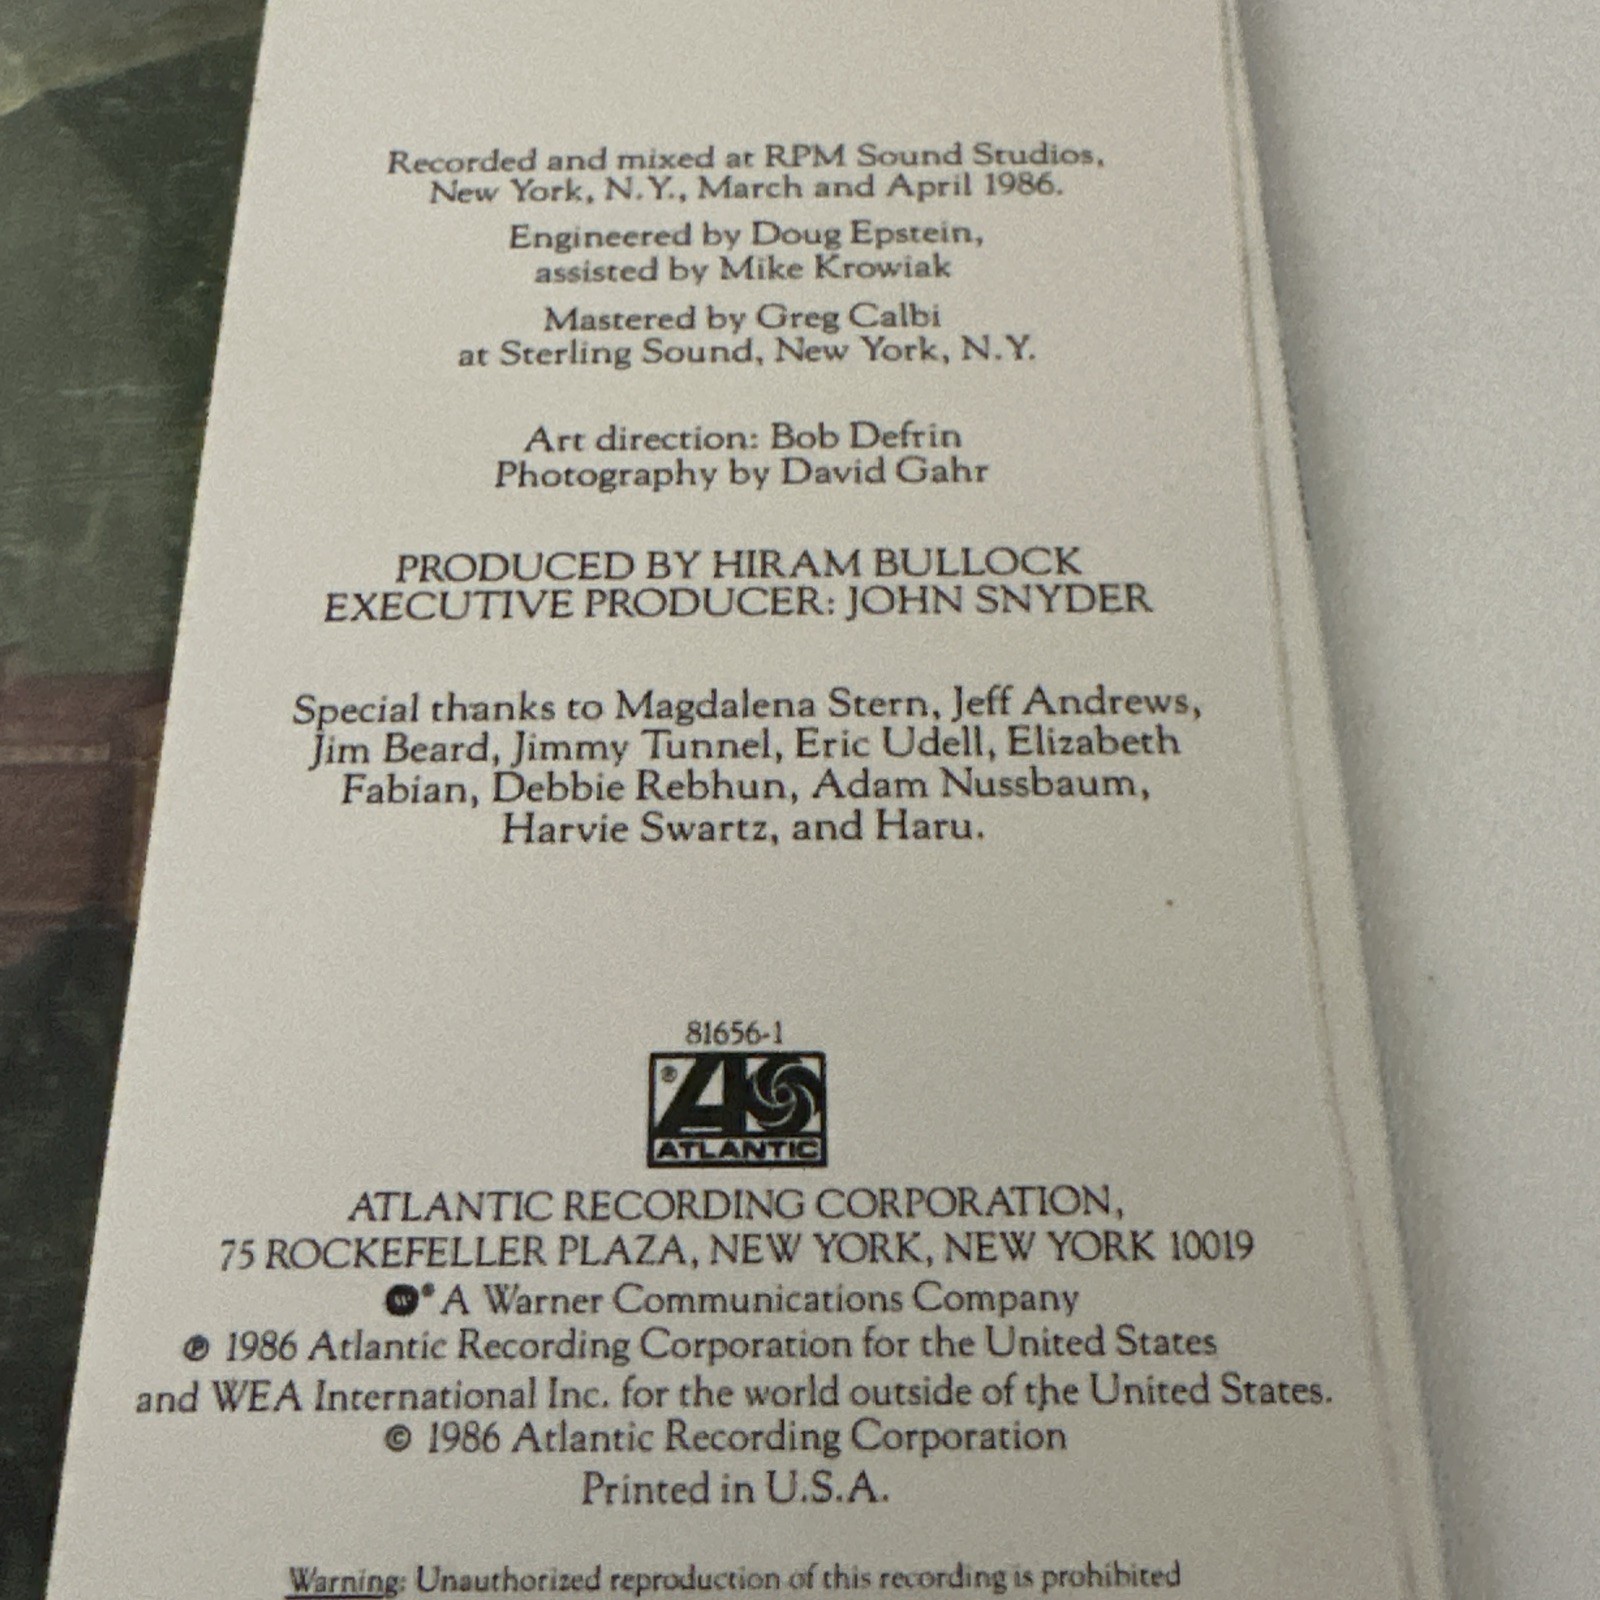 Recorded and mixed at RPM Sound Studios,
New York, N.Y., March and April 1986.
Engineered by Doug Epstein,
assisted by Mike Krowiak
Mastered by Greg Calbi
at Sterling Sound, New York, N.Y.
Art direction: Bob Defrin
Photography by David Gahr
PRODUCED BY HIRAM BULLOCK
EXECUTIVE PRODUCER: JOHN SNYDER
Special thanks to Magdalena Stern, Jeff Andrews,
Jim Beard, Jimmy Tunnel, Eric Udell, Elizabeth
Fabian, Debbie Rebhun, Adam Nussbaum,
Harvie Swartz, and Haru.
81656-1
®
ATLANTIC
ATLANTIC RECORDING CORPORATION,
75 ROCKEFELLER PLAZA, NEW YORK, NEW YORK 10019
® A Warner Communications Company
℗ 1986 Atlantic Recording Corporation for the United States
and WEA International Inc. for the world outside of the United States.
© 1986 Atlantic Recording Corporation
Printed in U.S.A.
Warning: Unauthorized reproduction of this recording is prohibited